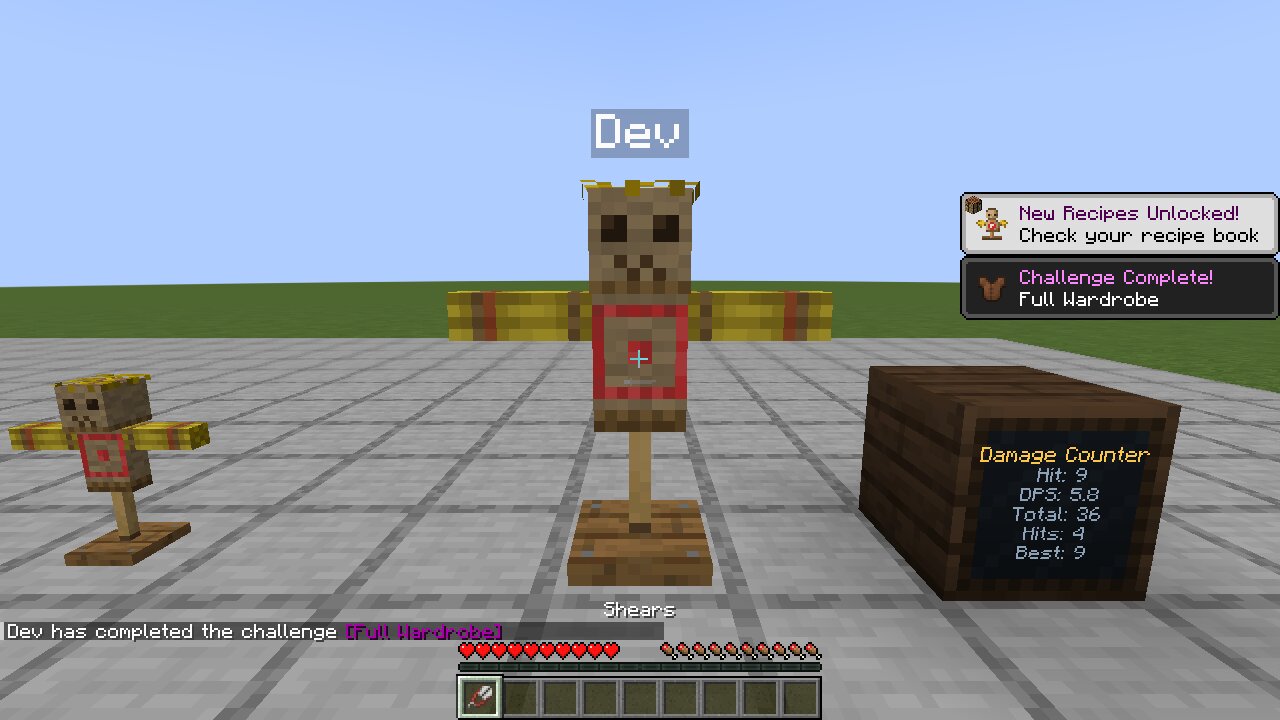 Dev
New Recipes Unlocked!
Check your recipe book
Challenge Complete!
Full Wardrobe
Damage Counter
Hit: 9
DPS: 5.8
Total: 36
Hits: 4
Best: 9
Shears
Dev has completed the challenge [Full Wardrobe]